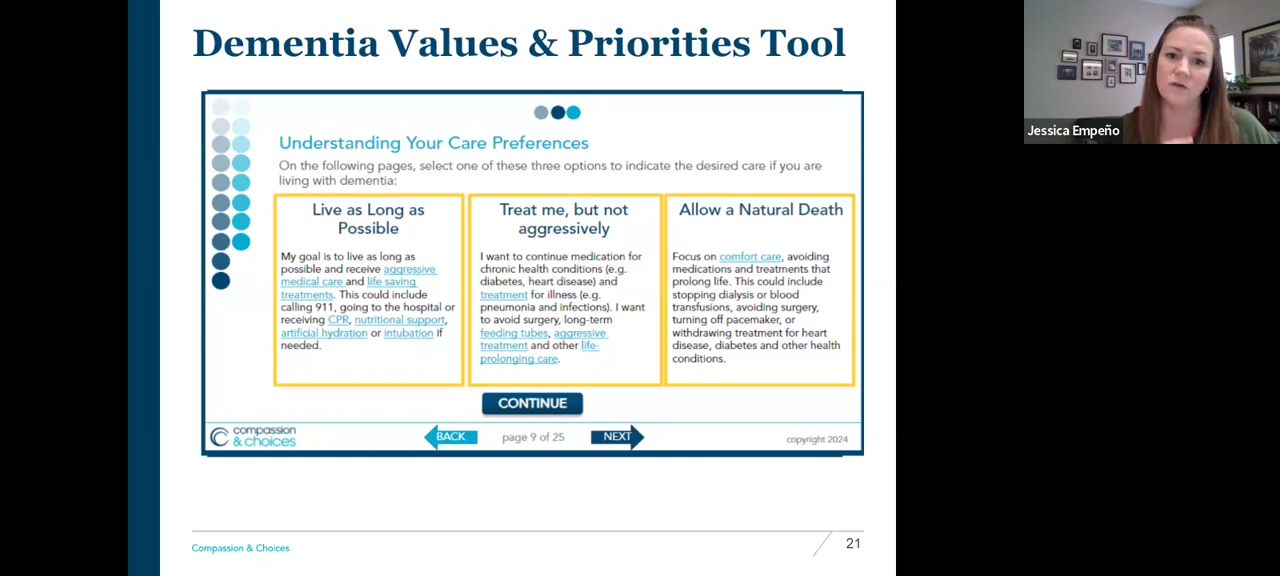 Dementia Values & Priorities Tool
Jessica Empeño
Understanding Your Care Preferences
On the following pages, select one of these three options to indicate the desired care if you are
living with dementia:
Live as Long as
Possible
My goal is to live as long as
possible and receive aggressive
medical care and life saving
treatments. This could include
calling 911, going to the hospital or
receiving CPR, nutritional support,
artificial hydration or intubation if
needed.
Treat me, but not
aggressively
I want to continue medication for
chronic health conditions (e.g.
diabetes, heart disease) and
treatment for illness (e.g.
pneumonia and infections). I want
to avoid surgery, long-term
feeding tubes, aggressive
treatment and other life-
prolonging care.
Allow a Natural Death
Focus on comfort care, avoiding
medications and treatments that
prolong life. This could include
stopping dialysis or blood
transfusions, avoiding surgery,
turning off pacemaker, or
withdrawing treatment for heart
disease, diabetes and other health
conditions.
CONTINUE
compassion
& choices
BACK
page 9 of 25
NEXT
copyright 2024
Compassion & Choices
21